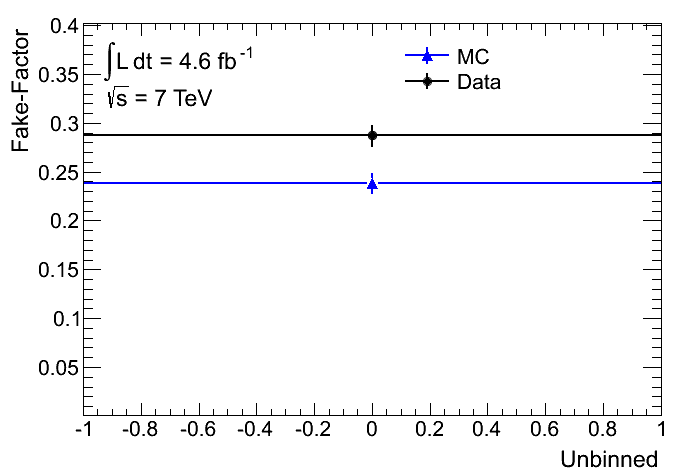 Fake-Factor
0.4
0.35
0.3
0.25
0.2
0.15
0.1
0.05
∫L dt = 4.6 fb⁻¹
√s = 7 TeV
MC
Data
-1 -0.8 -0.6 -0.4 -0.2 0 0.2 0.4 0.6 0.8 1
Unbinned